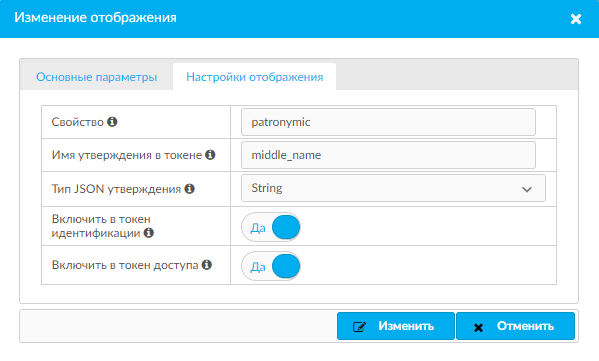 Изменение отображения
Основные параметры
Настройки отображения
Свойство
patronymic
Имя утверждения в токене
middle_name
Тип JSON утверждения
String
Включить в токен
идентификации
Да
Включить в токен доступа
Да
Изменить
Отменить